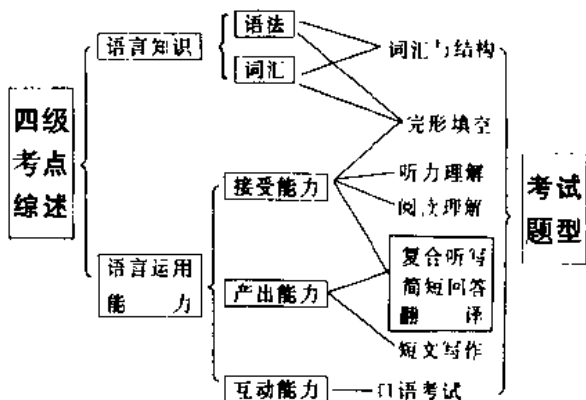 四级
考点
综述
语言知识
语法
词汇
语言运用
能力
接受能力
产出能力
互动能力
词汇与结构
完形填空
听力理解
阅读理解
复合听写
简短回答
翻译
短文写作
口语考试
考试
题型